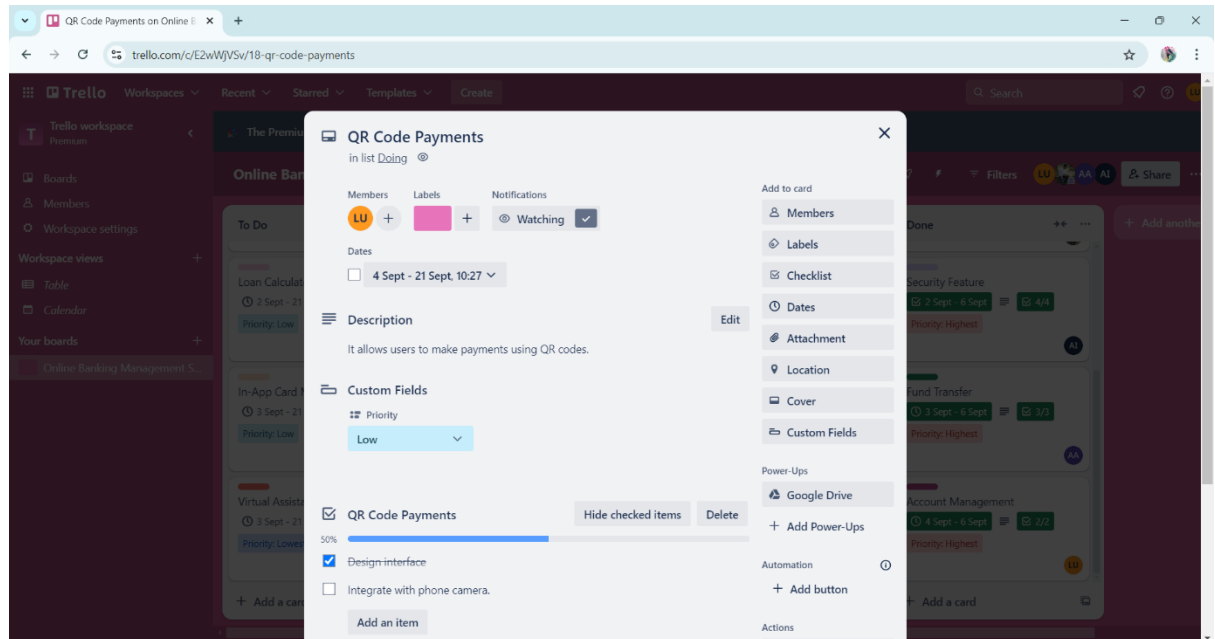 QR Code Payments on Online B
trello.com/c/E2wWjVSv/18-qr-code-payments
Trello Workspaces Recent Starred Templates Create Search LU
T Trello workspace
Premium
The Premiu
Boards
Members
Workspace settings
Workspace views
Table
Calendar
Your boards
Online Banking Management S...
Online Ban
Filters LU AA AI Share
To Do
Loan Calculat
2 Sept - 21
Priority: Low
In-App Card
3 Sept - 21
Priority: Low
Virtual Assista
3 Sept - 21
Priority: Lowes
+ Add a card
QR Code Payments
in list Doing
Members Labels Notifications
LU + + Watching
Dates
4 Sept - 21 Sept, 10:27
Description Edit
It allows users to make payments using QR codes.
Custom Fields
Priority
Low
QR Code Payments Hide checked items Delete
50%
Design interface
Integrate with phone camera.
Add an item
Add to card
Members
Labels
Checklist
Dates
Attachment
Location
Cover
Custom Fields
Power-Ups
Google Drive
+ Add Power-Ups
Automation
+ Add button
Actions
Done
Security Feature
2 Sept - 6 Sept 4/4
Priority: Highest
AI
Fund Transfer
3 Sept - 6 Sept 3/3
Priority: Highest
AA
Account Management
4 Sept - 6 Sept 2/2
Priority: Highest
LU
+ Add a card
+ Add anothe